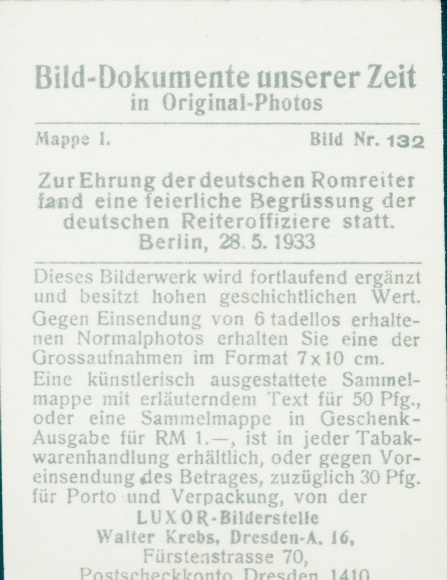 Bild-Dokumente unserer Zeit
in Original-Photos
Mappe I. Bild Nr. 132
Zur Ehrung der deutschen Romreiter
fand eine feierliche Begrüssung der
deutschen Reiteroffiziere statt.
Berlin, 28. 5. 1933
Dieses Bilderwerk wird fortlaufend ergänzt
und besitzt hohen geschichtlichen Wert.
Gegen Einsendung von 6 tadellos erhalte-
nen Normalphotos erhalten Sie eine der
Grossaufnahmen im Format 7x10 cm.
Eine künstlerisch ausgestattete Sammel-
mappe mit erläuterndem Text für 50 Pfg.,
oder eine Sammelmappe in Geschenk-
Ausgabe für RM 1.—, ist in jeder Tabak-
warenhandlung erhältlich, oder gegen Vor-
einsendung des Betrages, zuzüglich 30 Pfg.
für Porto und Verpackung, von der
LUXOR-Bilderstelle
Walter Krebs, Dresden-A. 16,
Fürstenstrasse 70,
Postscheckkonto Dresden 1410